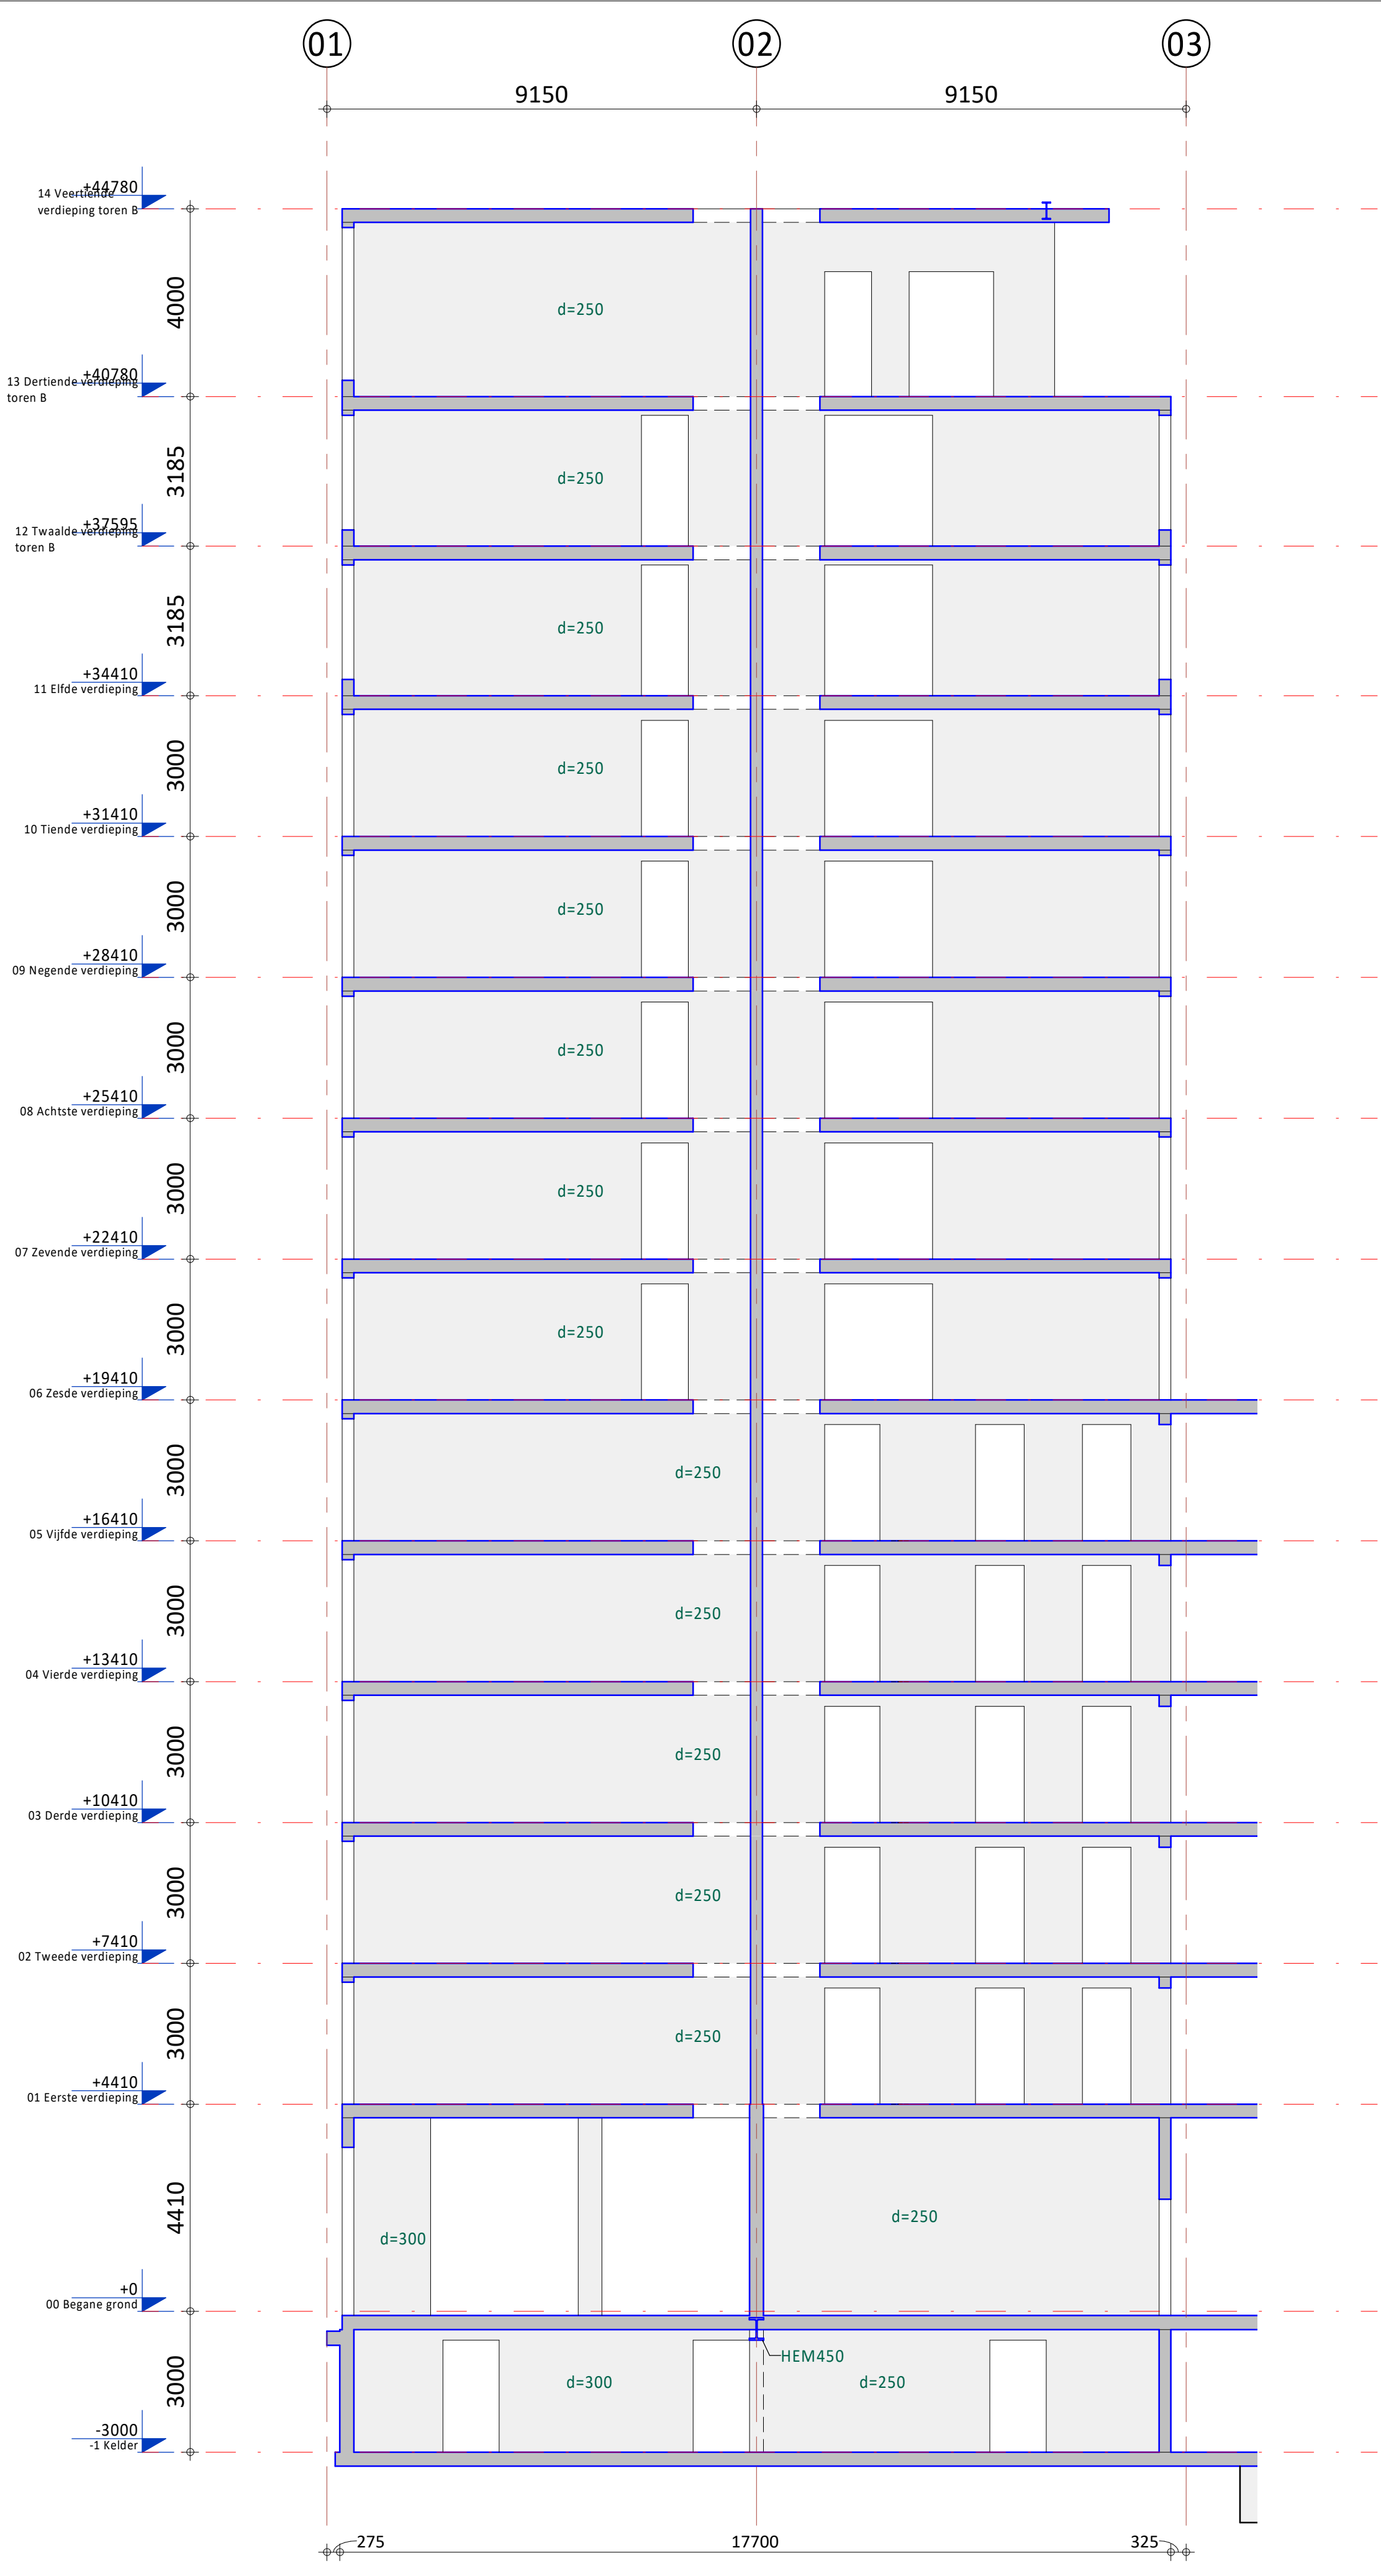 01 02 03
9150 9150
+44780
14 Veertiende
verdieping toren B
4000
d=250
+40780
13 Dertiende verdieping
toren B
3185
d=250
+37595
12 Twaalde verdieping
toren B
3185
d=250
+34410
11 Elfde verdieping
3000
d=250
+31410
10 Tiende verdieping
3000
d=250
+28410
09 Negende verdieping
3000
d=250
+25410
08 Achtste verdieping
3000
d=250
+22410
07 Zevende verdieping
3000
d=250
+19410
06 Zesde verdieping
3000
d=250
+16410
05 Vijfde verdieping
3000
d=250
+13410
04 Vierde verdieping
3000
d=250
+10410
03 Derde verdieping
3000
d=250
+7410
02 Tweede verdieping
3000
d=250
+4410
01 Eerste verdieping
4410
d=300
d=250
+0
00 Begane grond
HEM450
3000
d=300
d=250
-3000
-1 Kelder
275 17700 325